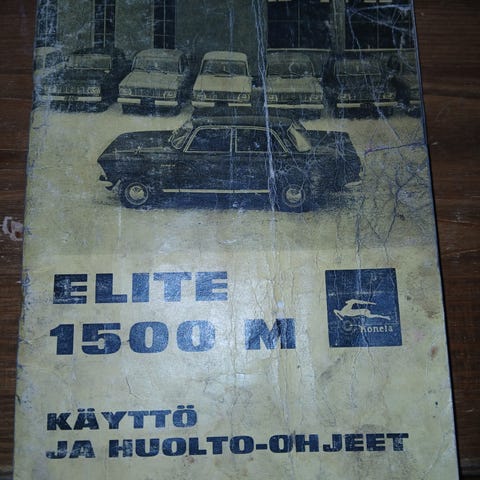 ELITE
1500 M
Konela
KÄYTTÖ
JA HUOLTO-OHJEET